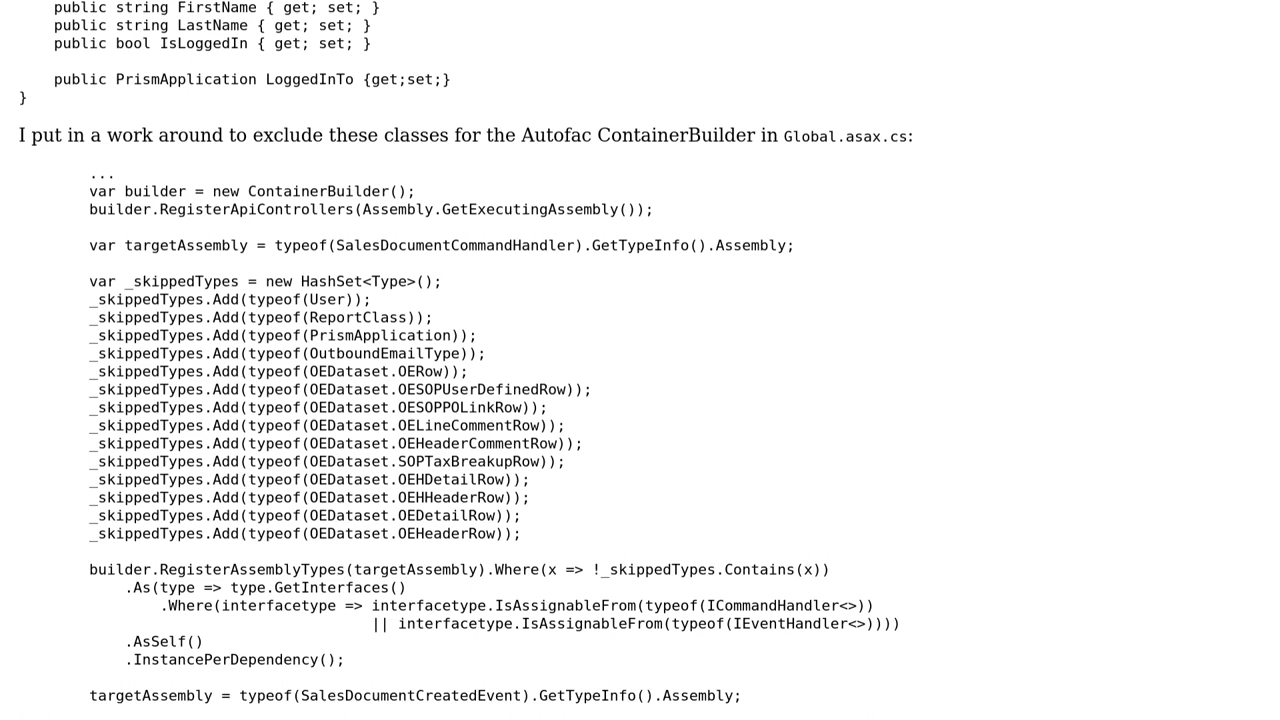 public string FirstName { get; set; }
public string LastName { get; set; }
public bool IsLoggedIn { get; set; }
public PrismApplication LoggedInTo {get;set;}
}
I put in a work around to exclude these classes for the Autofac ContainerBuilder in Global.asax.cs:
...
var builder = new ContainerBuilder();
builder.RegisterApiControllers(Assembly.GetExecutingAssembly());
var targetAssembly = typeof(SalesDocumentCommandHandler).GetTypeInfo().Assembly;
var _skippedTypes = new HashSet<Type>();
_skippedTypes.Add(typeof(User));
_skippedTypes.Add(typeof(ReportClass));
_skippedTypes.Add(typeof(PrismApplication));
_skippedTypes.Add(typeof(OutboundEmailType));
_skippedTypes.Add(typeof(OEDataset.OERow));
_skippedTypes.Add(typeof(OEDataset.OESOPUserDefinedRow));
_skippedTypes.Add(typeof(OEDataset.OESOPPOLinkRow));
_skippedTypes.Add(typeof(OEDataset.OELineCommentRow));
_skippedTypes.Add(typeof(OEDataset.OEHeaderCommentRow));
_skippedTypes.Add(typeof(OEDataset.SOPTaxBreakupRow));
_skippedTypes.Add(typeof(OEDataset.OEHDetailRow));
_skippedTypes.Add(typeof(OEDataset.OEHHeaderRow));
_skippedTypes.Add(typeof(OEDataset.OEDetailRow));
_skippedTypes.Add(typeof(OEDataset.OEHeaderRow));
builder.RegisterAssemblyTypes(targetAssembly).Where(x => !_skippedTypes.Contains(x))
.As(type => type.GetInterfaces()
.Where(interfacetype => interfacetype.IsAssignableFrom(typeof(ICommandHandler<>))
|| interfacetype.IsAssignableFrom(typeof(IEventHandler<>))))
.AsSelf()
.InstancePerDependency();
targetAssembly = typeof(SalesDocumentCreatedEvent).GetTypeInfo().Assembly;